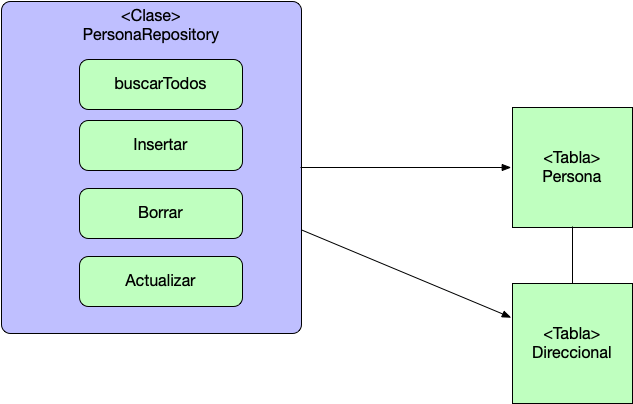 <Clase>
PersonaRepository
buscarTodos
Insertar
Borrar
Actualizar
<Tabla>
Persona
<Tabla>
Direccional